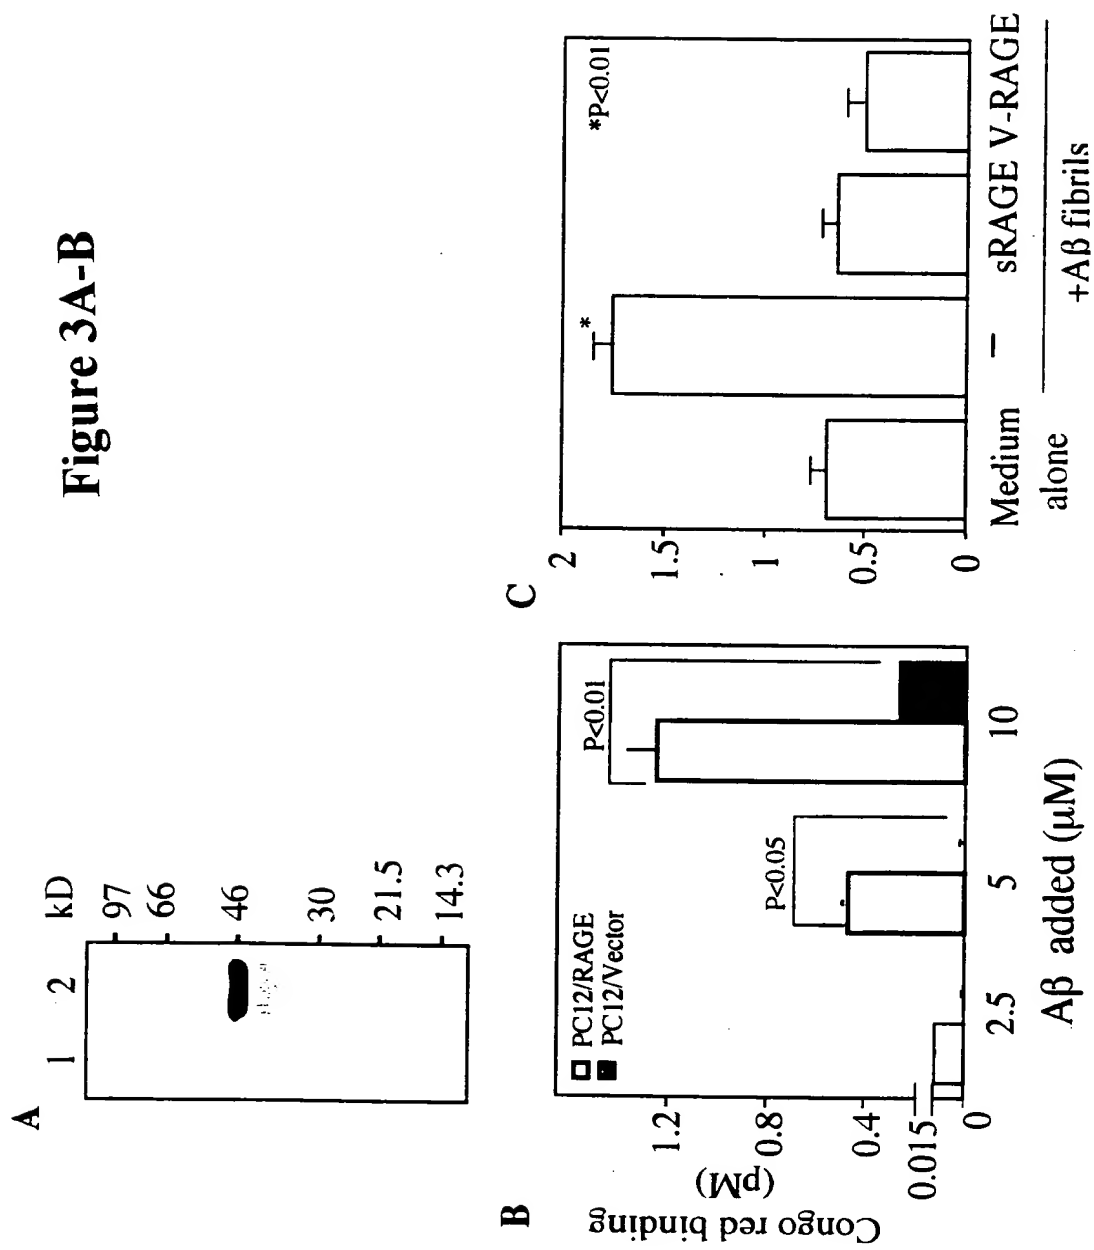 Figure 3A-B
A
1 2 kD
97
66
46
30
21.5
14.3
B
Congo red binding
(pM)
1.2
0.8
0.4
0.015
0
PC12/RAGE
PC12/Vector
P<0.05
P<0.01
2.5 5 10
Aβ added (μM)
C
2
1.5
1
0.5
0
*P<0.01
*
Medium alone
– sRAGE V-RAGE
+Aβ fibrils